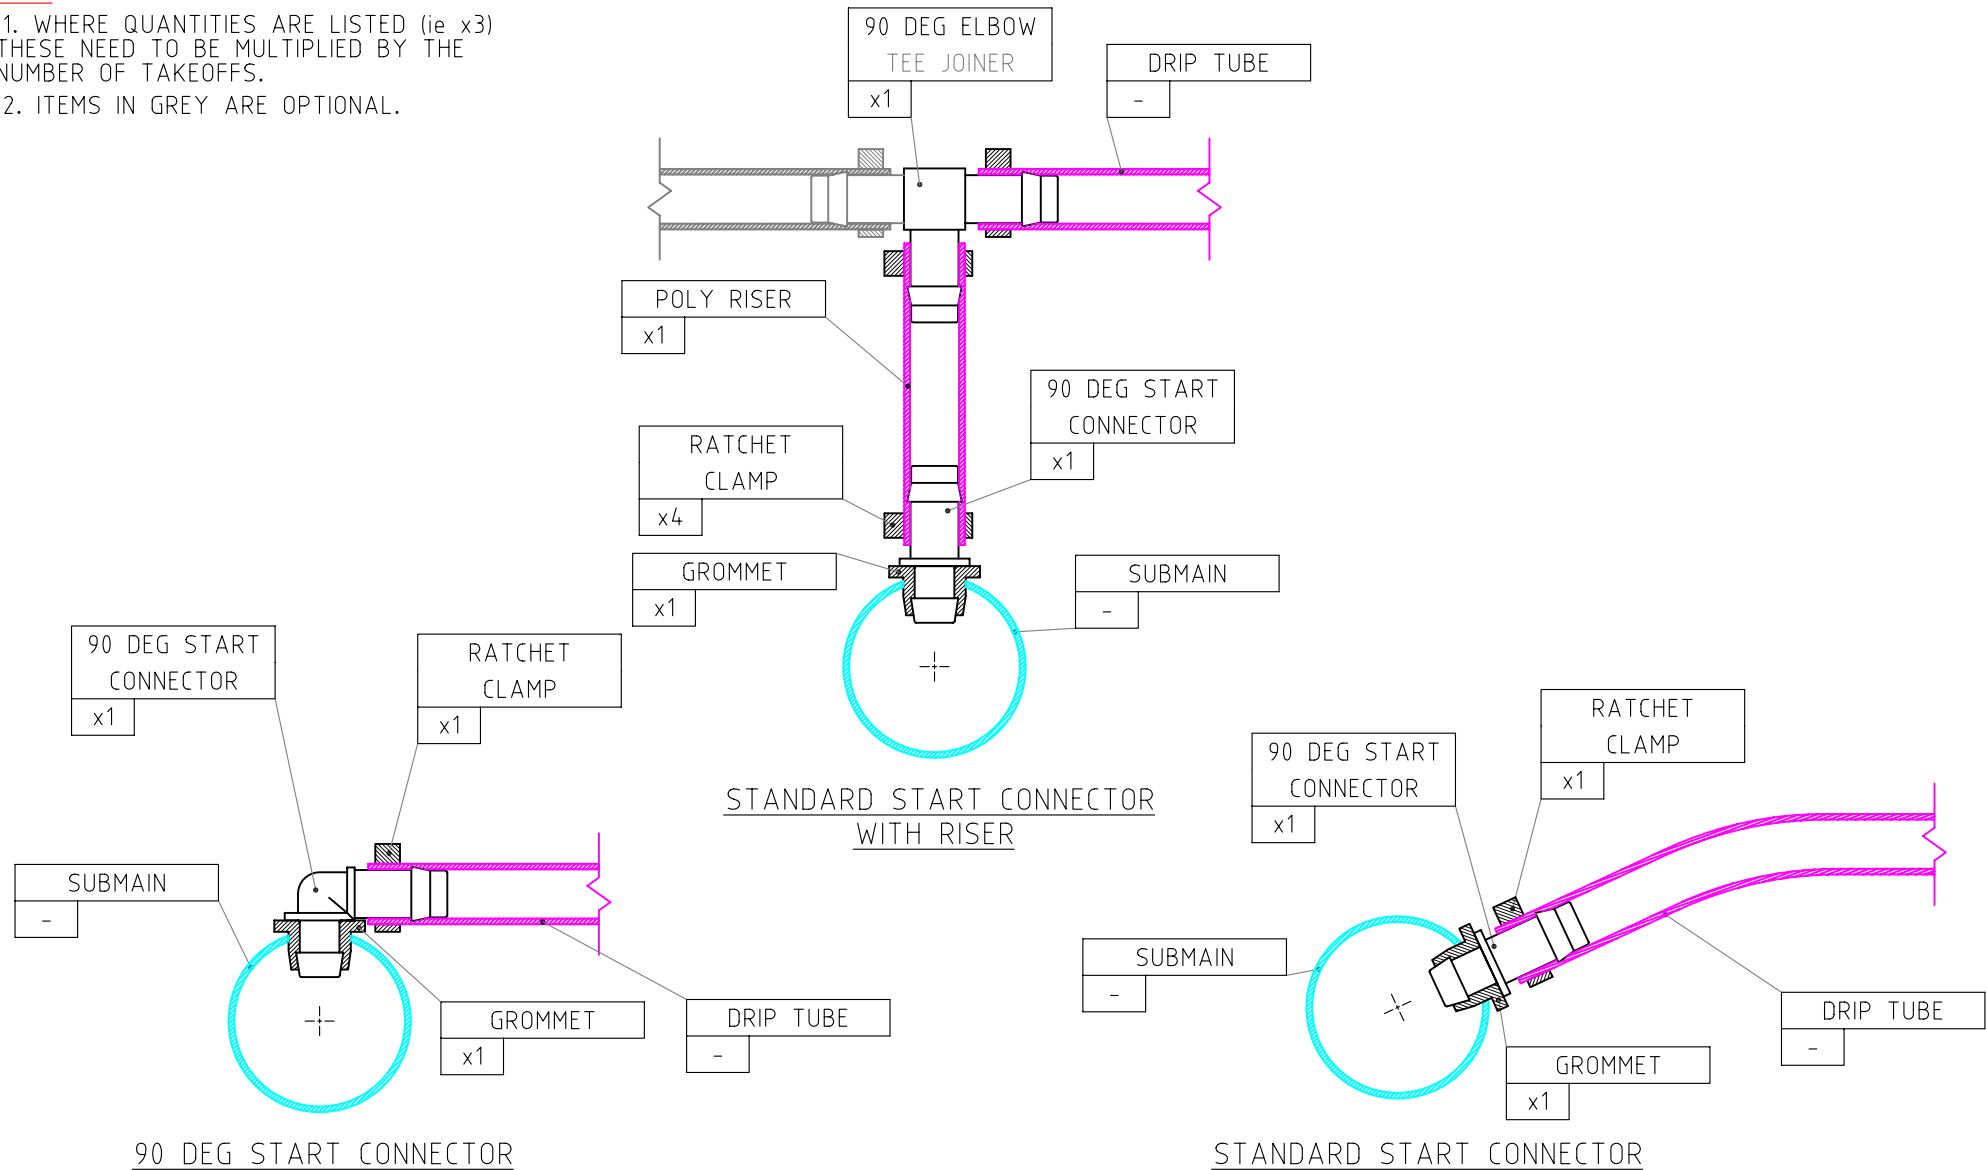 1. WHERE QUANTITIES ARE LISTED (ie x3)
THESE NEED TO BE MULTIPLIED BY THE
NUMBER OF TAKEOFFS.
2. ITEMS IN GREY ARE OPTIONAL.
90 DEG ELBOW
TEE JOINER
x1
DRIP TUBE
-
POLY RISER
x1
90 DEG START
CONNECTOR
x1
RATCHET
CLAMP
x4
GROMMET
x1
SUBMAIN
-
STANDARD START CONNECTOR
WITH RISER
90 DEG START
CONNECTOR
x1
RATCHET
CLAMP
x1
SUBMAIN
-
GROMMET
x1
DRIP TUBE
-
90 DEG START CONNECTOR
RATCHET
CLAMP
x1
90 DEG START
CONNECTOR
x1
SUBMAIN
-
DRIP TUBE
-
GROMMET
x1
STANDARD START CONNECTOR